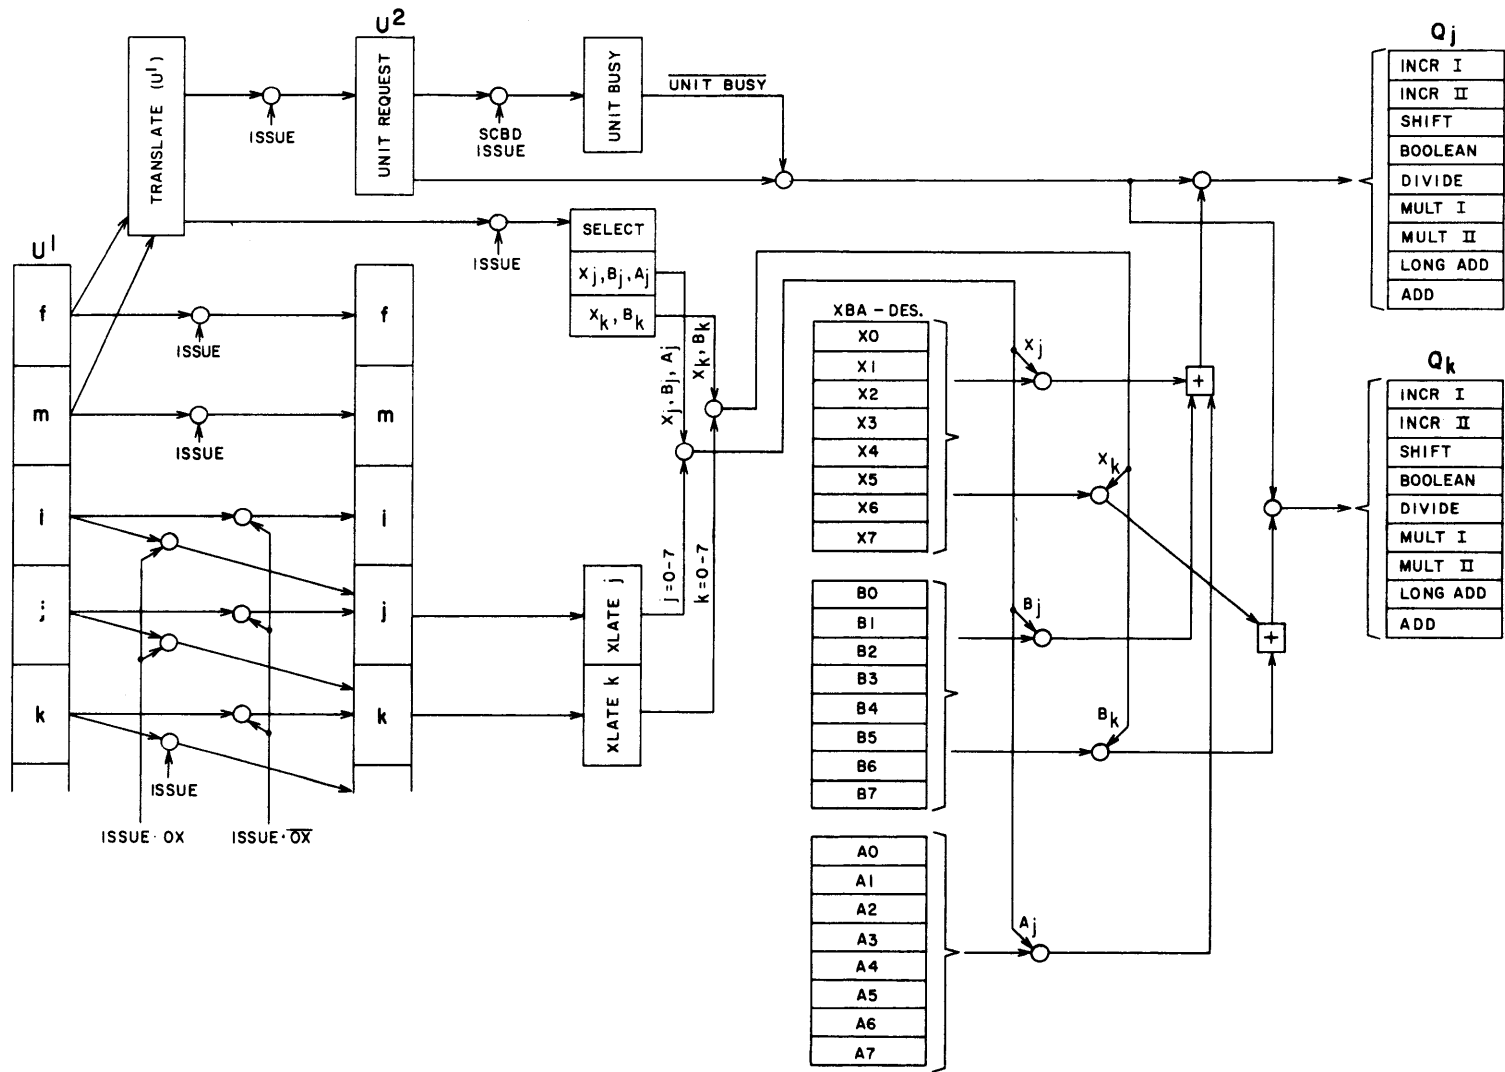 U²
Qj
TRANSLATE (U¹)
UNIT REQUEST
UNIT BUSY
U̅N̅I̅T̅ ̅B̅U̅S̅Y̅
ISSUE
SCBD
ISSUE
INCR I
INCR II
SHIFT
BOOLEAN
DIVIDE
MULT I
MULT II
LONG ADD
ADD
U¹
SELECT
Xj, Bj, Aj
Xk, Bk
ISSUE
f
ISSUE
f
m
ISSUE
m
i
i
j
j
k
k
ISSUE
ISSUE · OX
ISSUE · O̅X̅
Xj, Bj, Aj
Xk, Bk
j=0-7
k=0-7
XLATE j
XLATE k
XBA - DES.
X0
X1
X2
X3
X4
X5
X6
X7
Xj
Xk
B0
B1
B2
B3
B4
B5
B6
B7
Bj
Bk
A0
A1
A2
A3
A4
A5
A6
A7
Aj
+
+
Qk
INCR I
INCR II
SHIFT
BOOLEAN
DIVIDE
MULT I
MULT II
LONG ADD
ADD